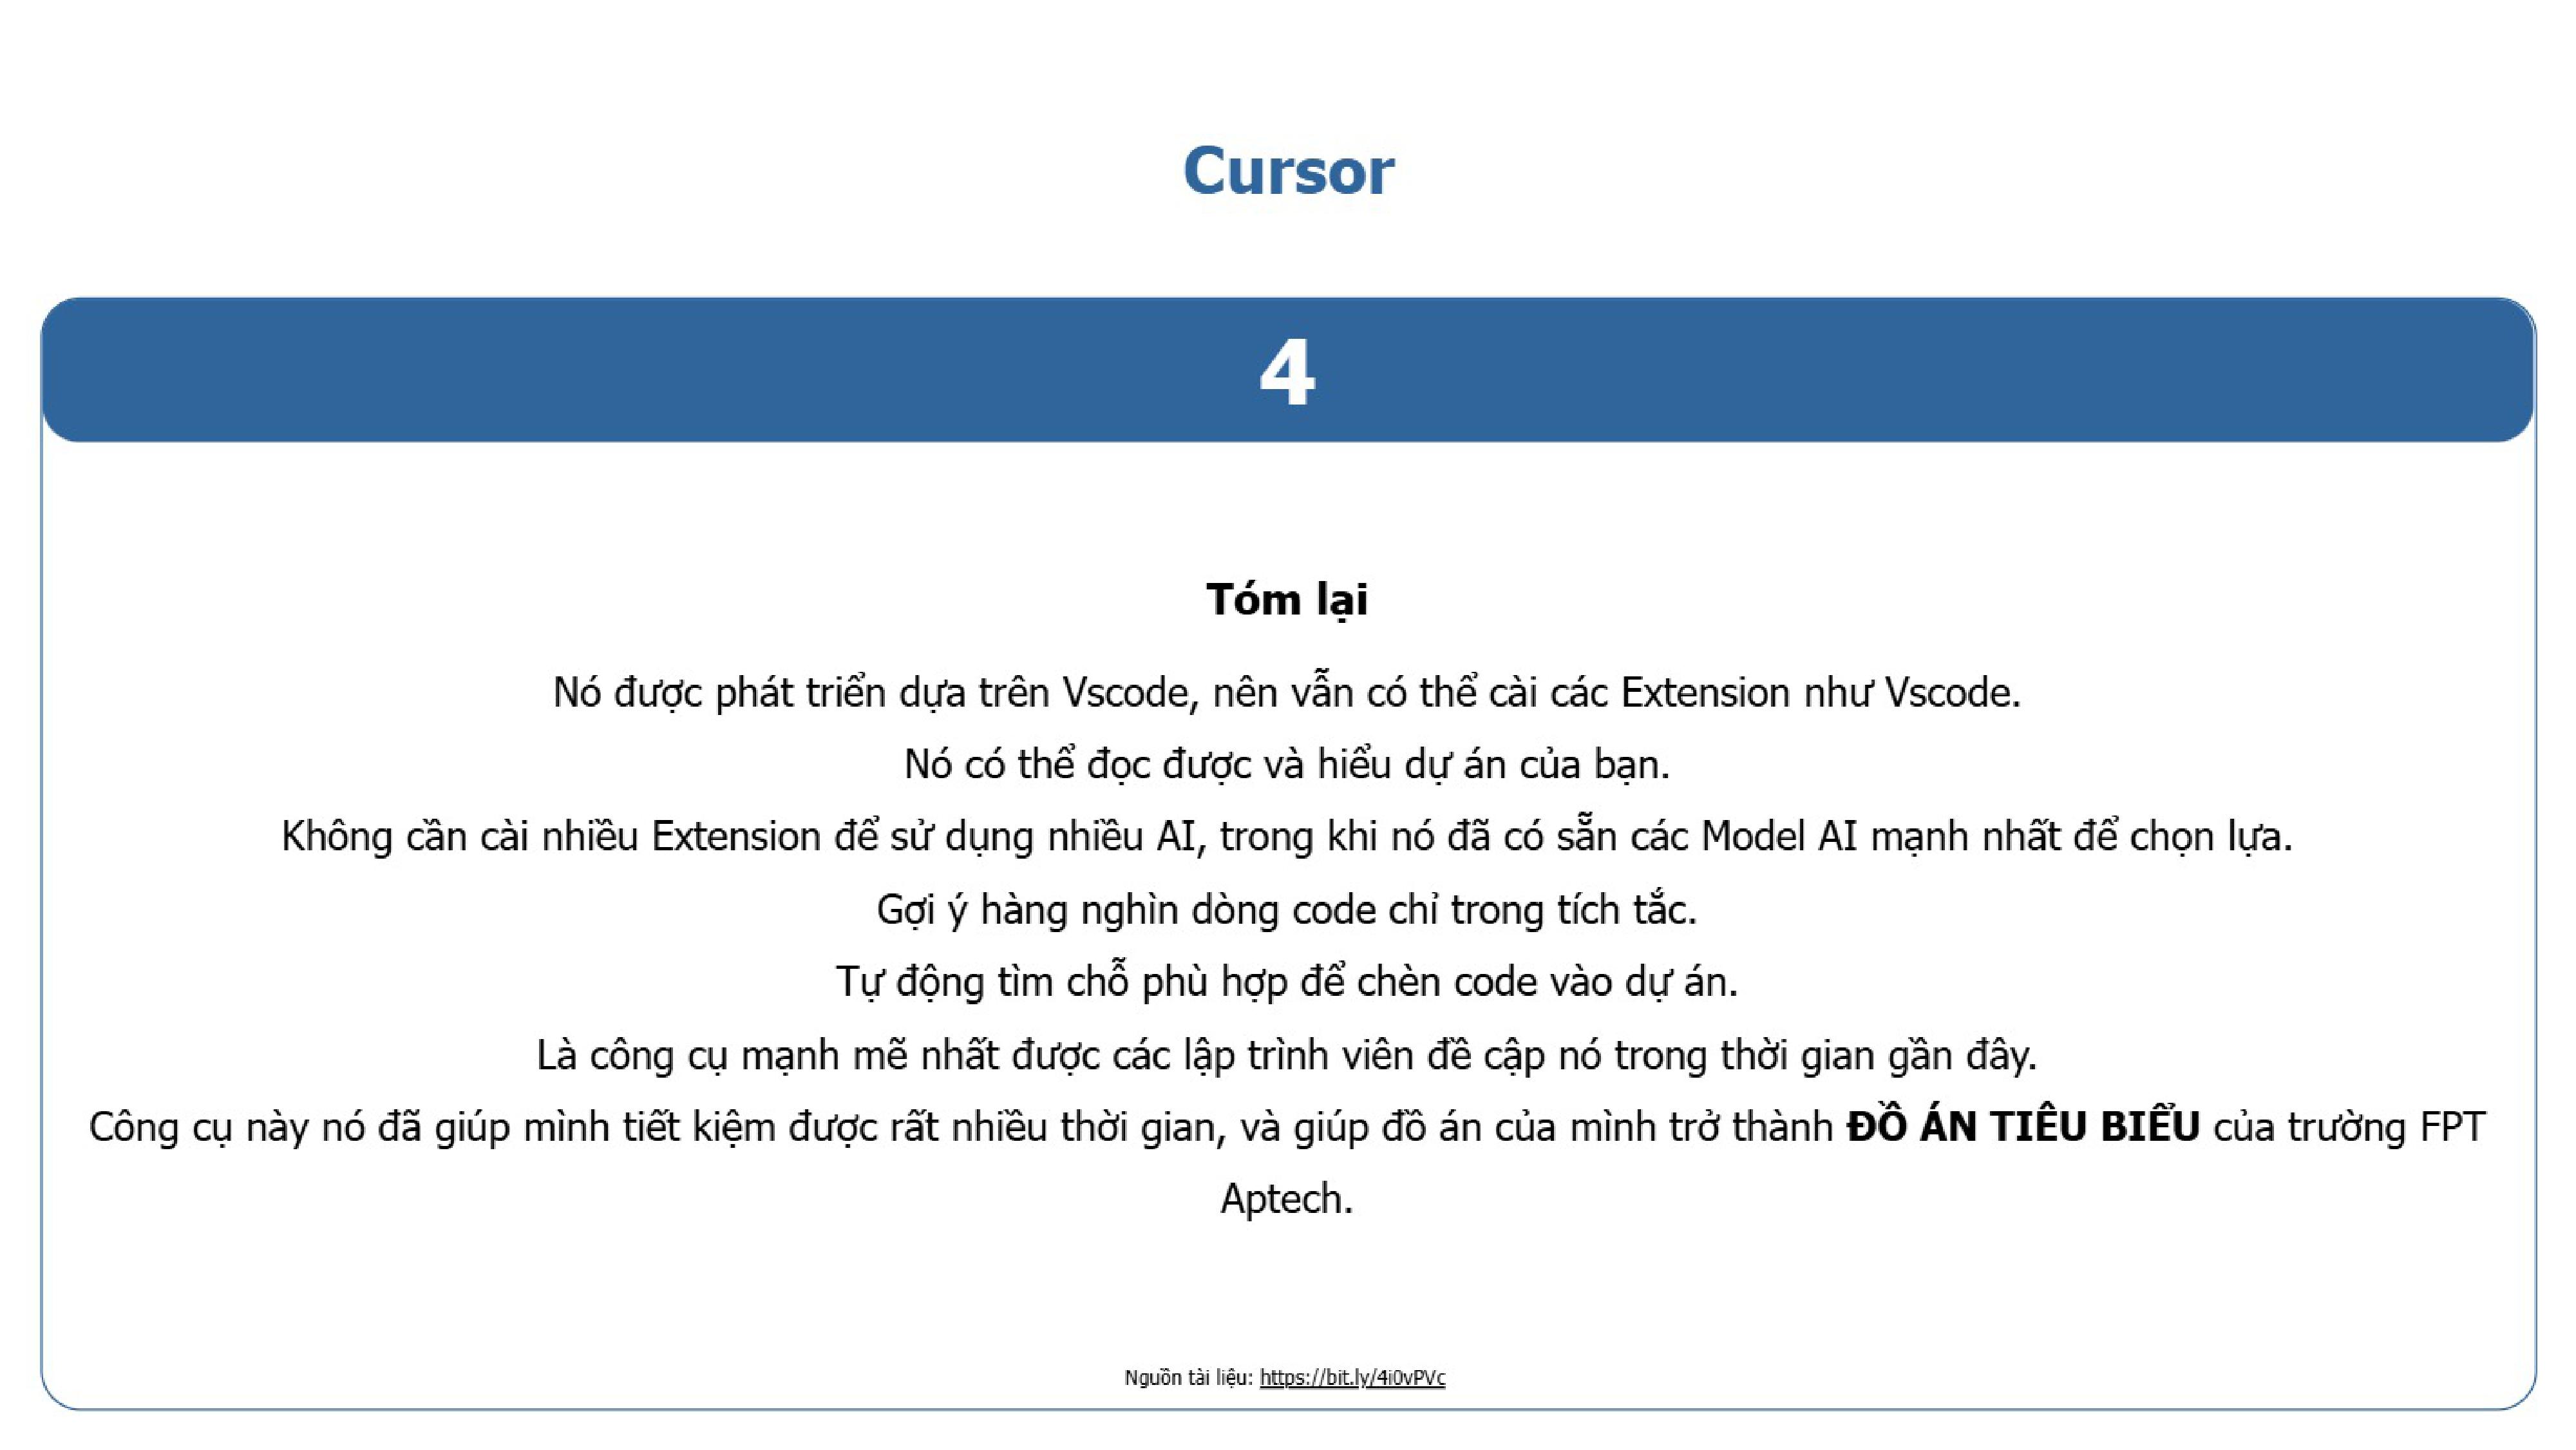 Cursor
4
Tóm lại
Nó được phát triển dựa trên Vscode, nên vẫn có thể cài các Extension như Vscode.
Nó có thể đọc được và hiểu dự án của bạn.
Không cần cài nhiều Extension để sử dụng nhiều AI, trong khi nó đã có sẵn các Model AI mạnh nhất để chọn lựa.
Gợi ý hàng nghìn dòng code chỉ trong tích tắc.
Tự động tìm chỗ phù hợp để chèn code vào dự án.
Là công cụ mạnh mẽ nhất được các lập trình viên đề cập nó trong thời gian gần đây.
Công cụ này nó đã giúp mình tiết kiệm được rất nhiều thời gian, và giúp đồ án của mình trở thành ĐỒ ÁN TIÊU BIỂU của trường FPT
Aptech.
Nguồn tài liệu: https://bit.ly/4i0vPVc